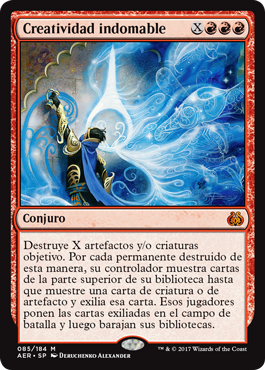 Creatividad indomable X
Conjuro
Destruye X artefactos y/o criaturas
objetivo. Por cada permanente destruido de
esta manera, su controlador muestra cartas
de la parte superior de su biblioteca hasta
que muestre una carta de criatura o de
artefacto y exilia esa carta. Esos jugadores
ponen las cartas exiliadas en el campo de
batalla y luego barajan sus bibliotecas.
085/184 M
AER • SP DERUCHENKO ALEXANDER
™ & © 2017 Wizards of the Coast